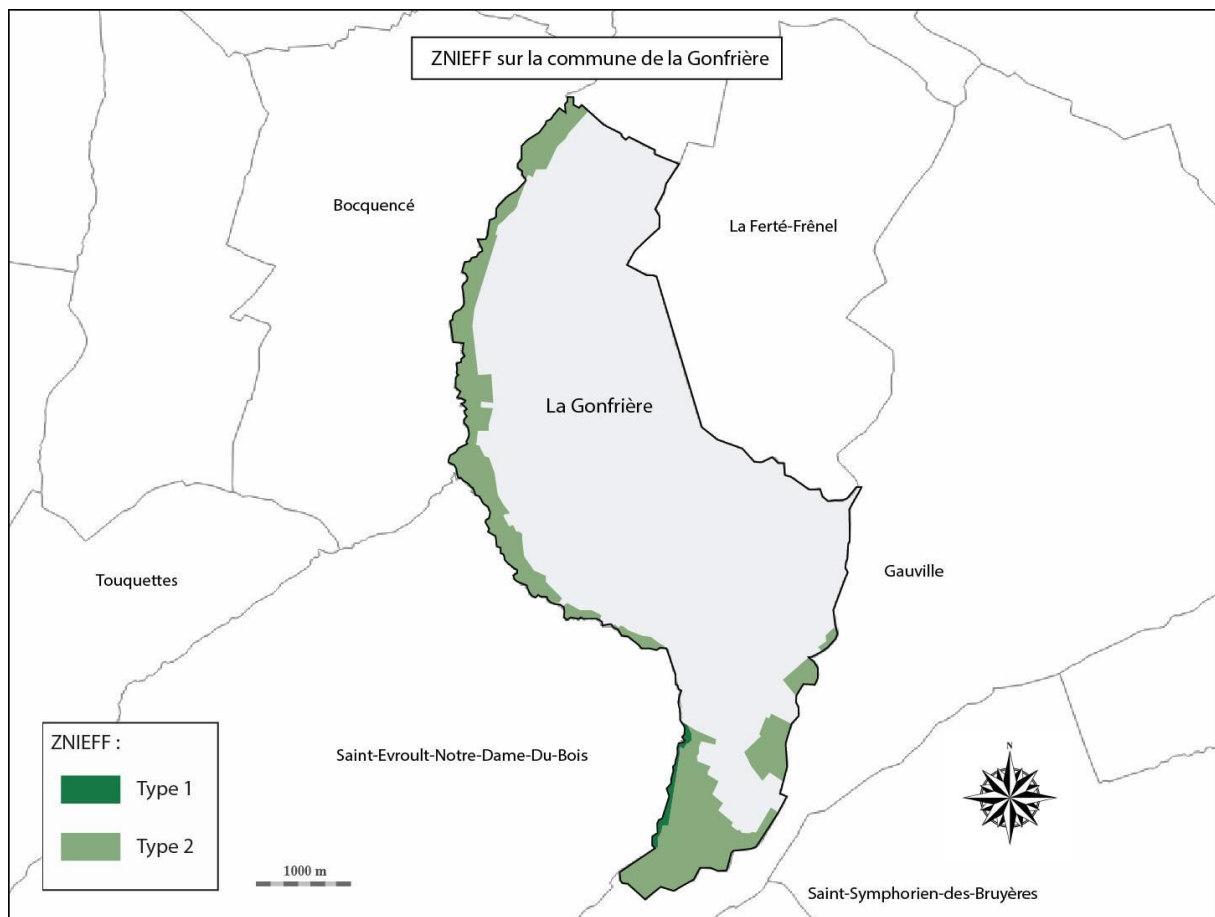 ZNIEFF sur la commune de la Gonfrière
Bocquencé
La Ferté-Frênel
La Gonfrière
Touquettes
Gauville
Saint-Evroult-Notre-Dame-Du-Bois
ZNIEFF :
Type 1
Type 2
1000 m
N
Saint-Symphorien-des-Bruyères